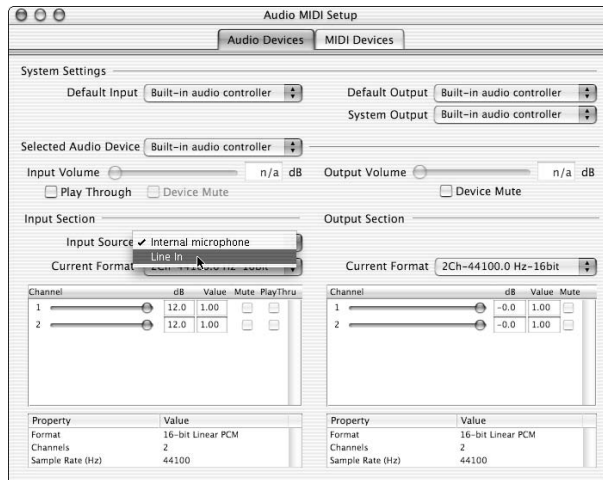 Audio MIDI Setup
Audio Devices
MIDI Devices
System Settings
Default Input
Built-in audio controller
Default Output
Built-in audio controller
System Output
Built-in audio controller
Selected Audio Device
Built-in audio controller
Input Volume
n/a dB
Output Volume
n/a dB
Play Through
Device Mute
Device Mute
Input Section
Output Section
Input Source
✓ Internal microphone
Line In
Current Format
2Ch-44100.0 Hz-16bit
Current Format
2Ch-44100.0 Hz-16bit
Channel dB Value Mute PlayThru
1 12.0 1.00
2 12.0 1.00
Channel dB Value Mute
1 -0.0 1.00
2 -0.0 1.00
Property Value
Format 16-bit Linear PCM
Channels 2
Sample Rate (Hz) 44100
Property Value
Format 16-bit Linear PCM
Channels 2
Sample Rate (Hz) 44100